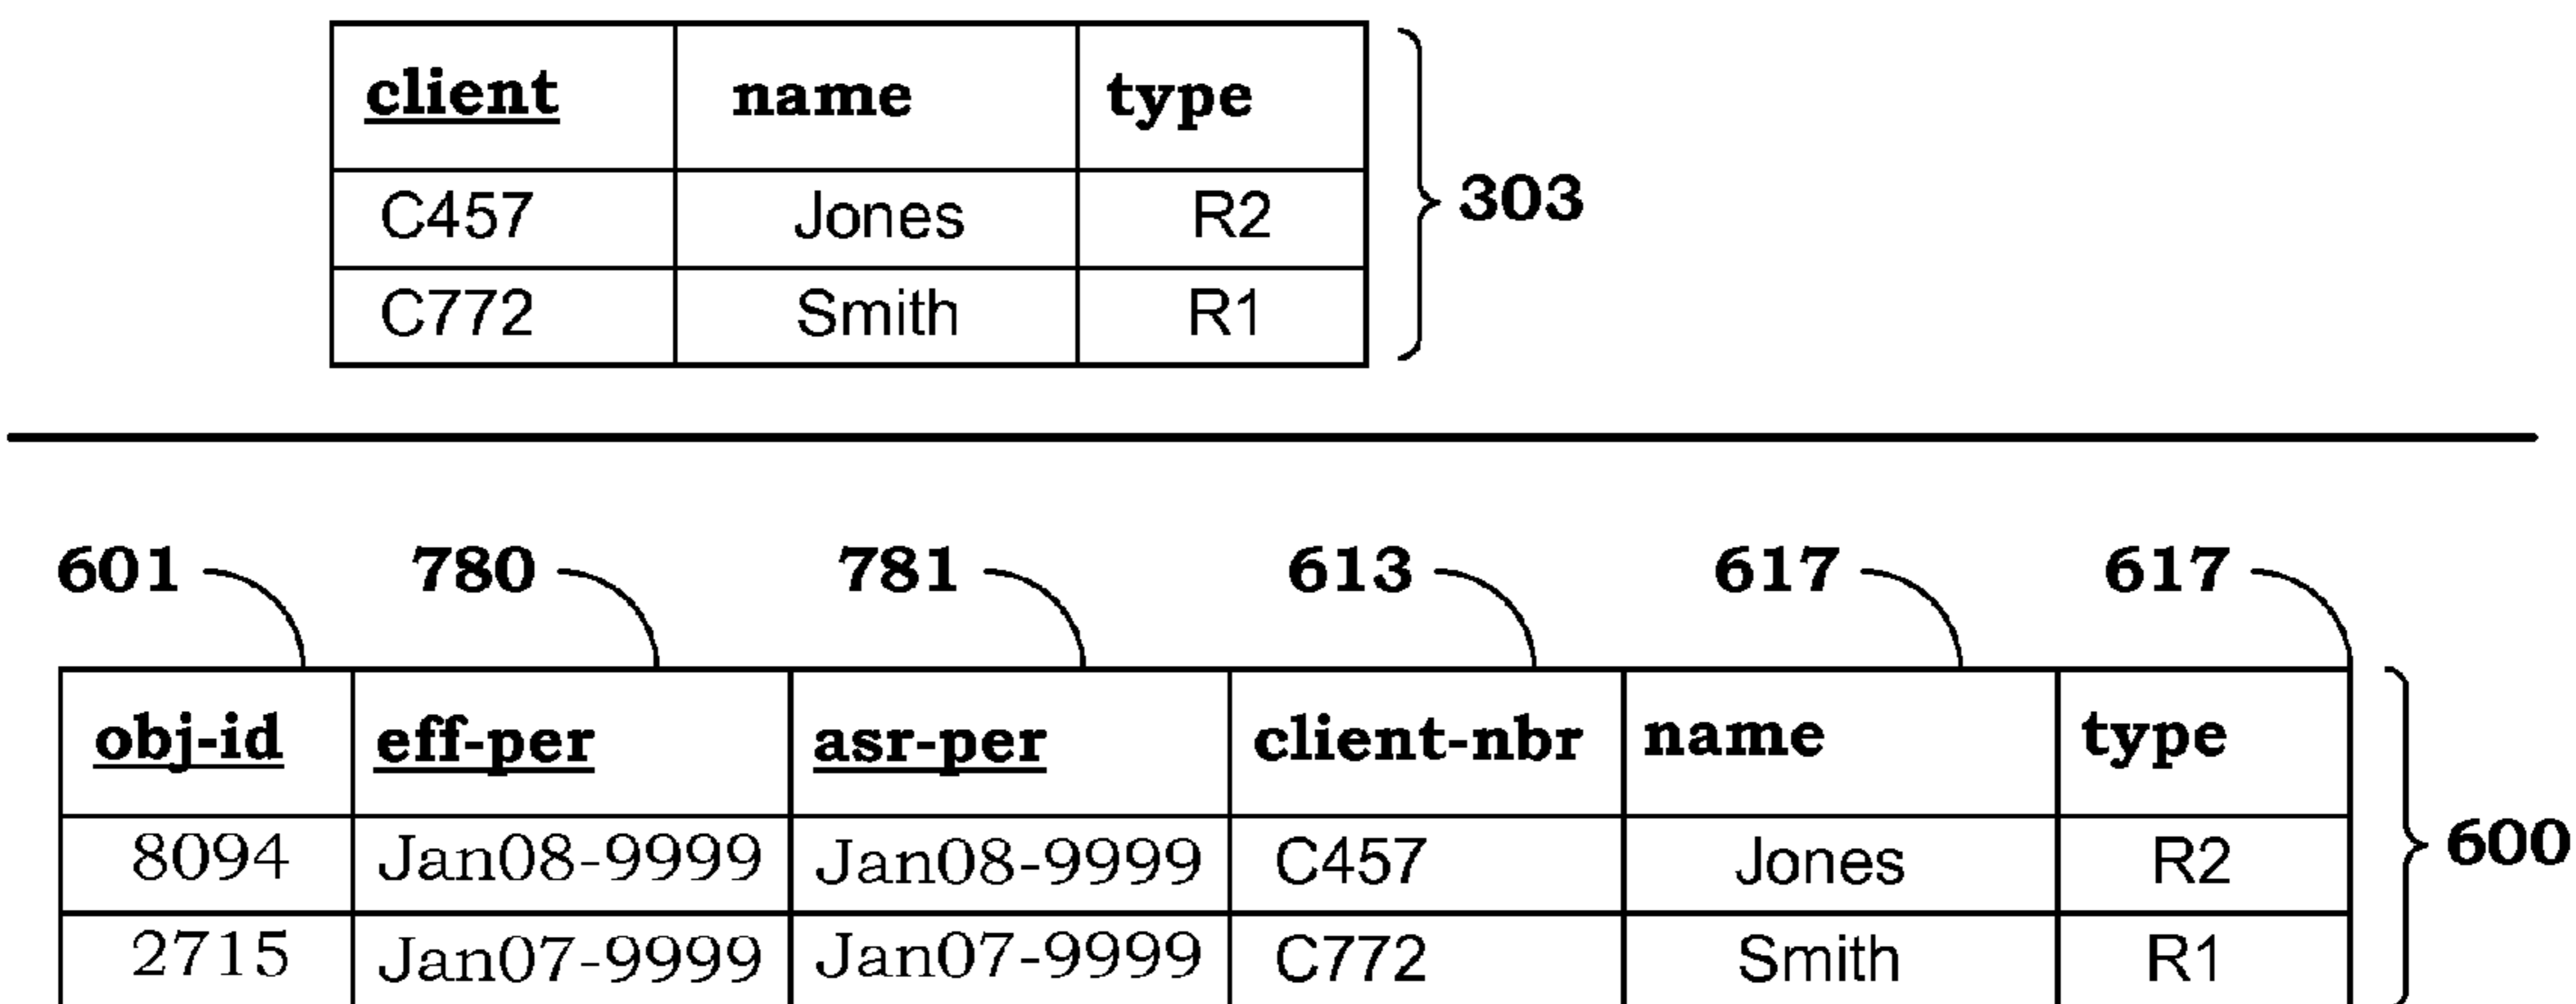 client name type
C457 Jones R2
C772 Smith R1
303
601 780 781 613 617 617
obj-id eff-per asr-per client-nbr name type
8094 Jan08-9999 Jan08-9999 C457 Jones R2
2715 Jan07-9999 Jan07-9999 C772 Smith R1
600